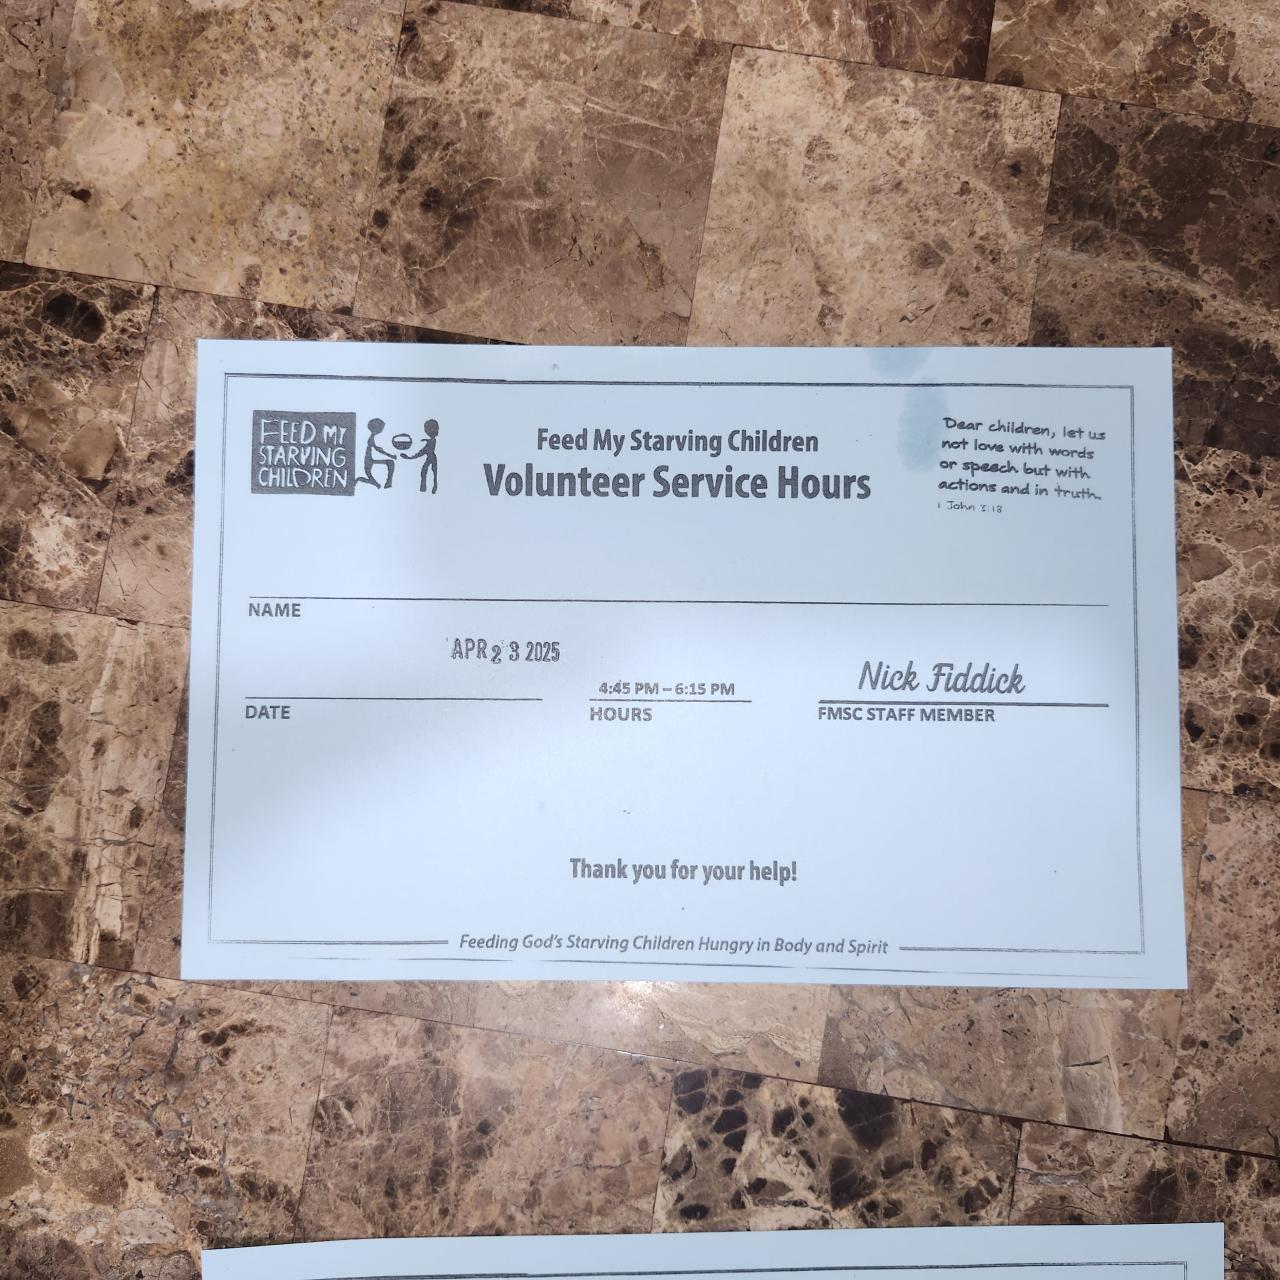 FEED MY
STARVING
CHILDREN
Feed My Starving Children
Volunteer Service Hours
Dear children, let us
not love with words
or speech but with
actions and in truth.
1 John 3:18
NAME
APR 23 2025
DATE
4:45 PM – 6:15 PM
HOURS
Nick Fiddick
FMSC STAFF MEMBER
Thank you for your help!
Feeding God's Starving Children Hungry in Body and Spirit